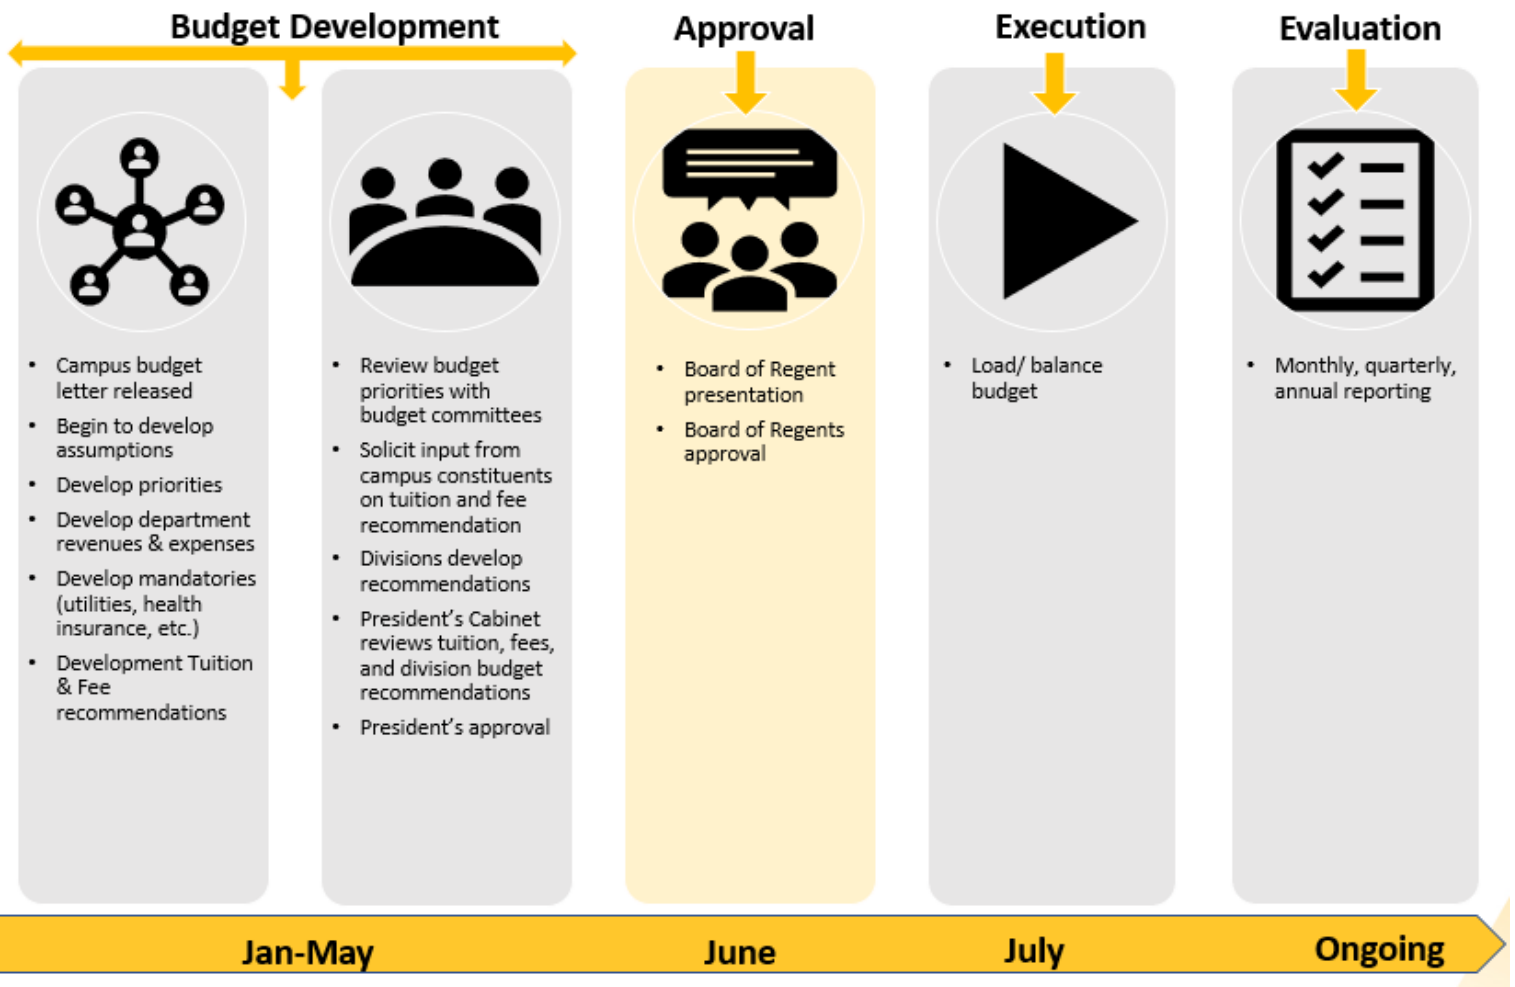 Budget Development
Approval
Execution
Evaluation
• Campus budget
letter released
• Begin to develop
assumptions
• Develop priorities
• Develop department
revenues & expenses
• Develop mandatories
(utilities, health
insurance, etc.)
• Development Tuition
& Fee
recommendations
• Review budget
priorities with
budget committees
• Solicit input from
campus constituents
on tuition and fee
recommendation
• Divisions develop
recommendations
• President’s Cabinet
reviews tuition, fees,
and division budget
recommendations
• President’s approval
• Board of Regent
presentation
• Board of Regents
approval
• Load/ balance
budget
• Monthly, quarterly,
annual reporting
Jan-May
June
July
Ongoing